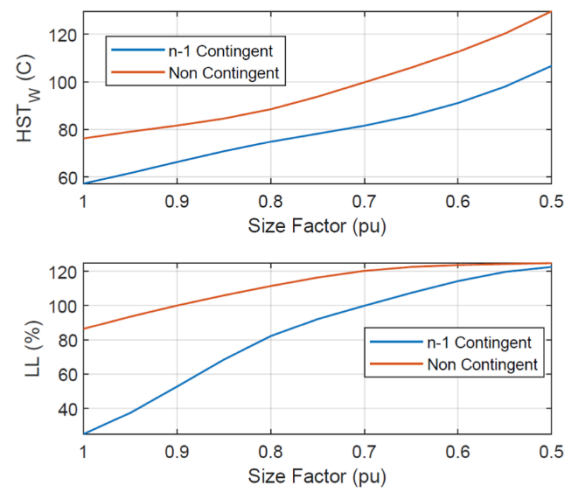 120
100
80
60
HST_W (C)
n-1 Contingent
Non Contingent
1 0.9 0.8 0.7 0.6 0.5
Size Factor (pu)
120
100
80
60
40
LL (%)
n-1 Contingent
Non Contingent
1 0.9 0.8 0.7 0.6 0.5
Size Factor (pu)